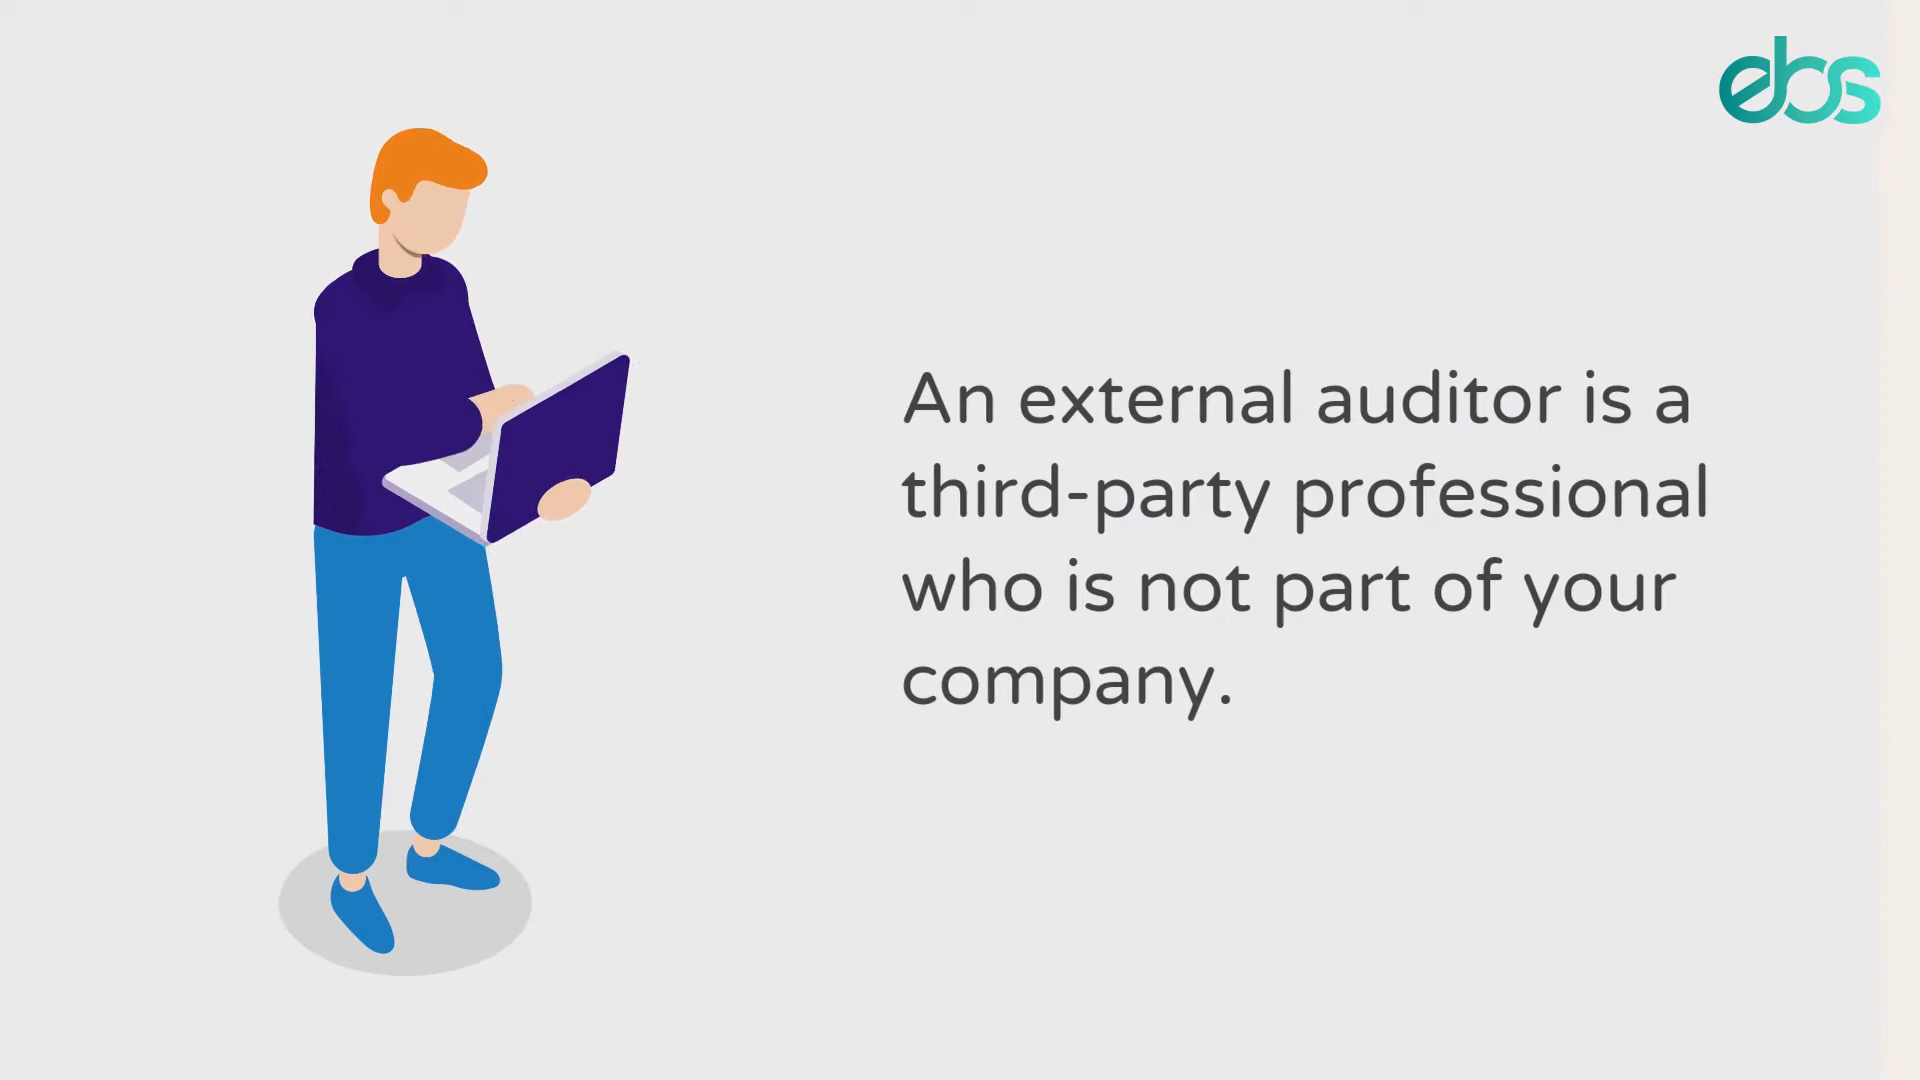 ebs
An external auditor is a
third-party professional
who is not part of your
company.